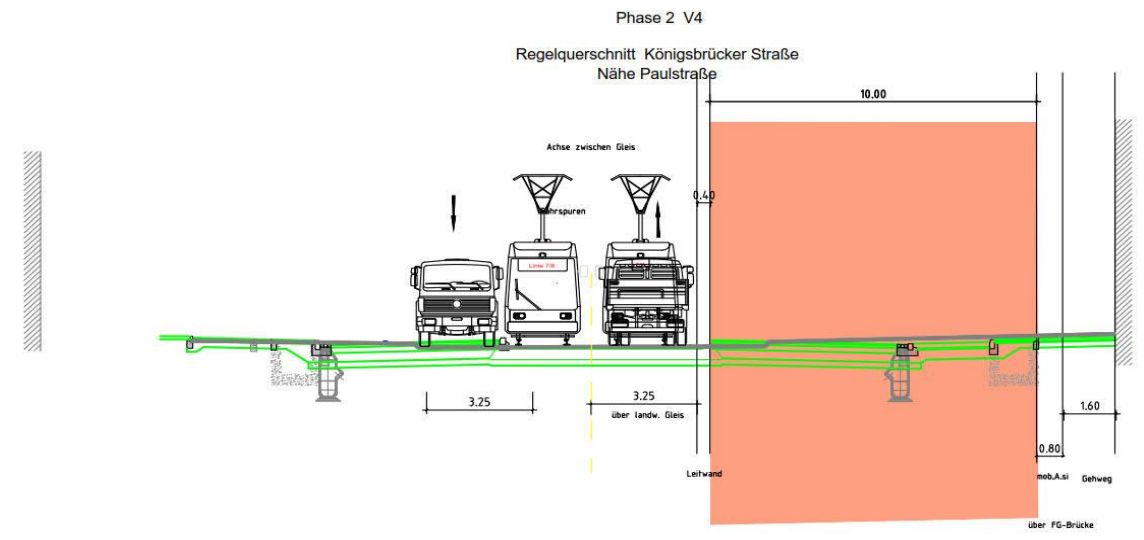 Phase 2 V4
Regelquerschnitt Königsbrücker Straße
Nähe Paulstraße
10.00
Achse zwischen Gleis
0.40
Fahrspuren
Linie 7/8
3.25
3.25
über landw. Gleis
1.60
0.80
Leitwand
mob.A.si
Gehweg
über FG-Brücke